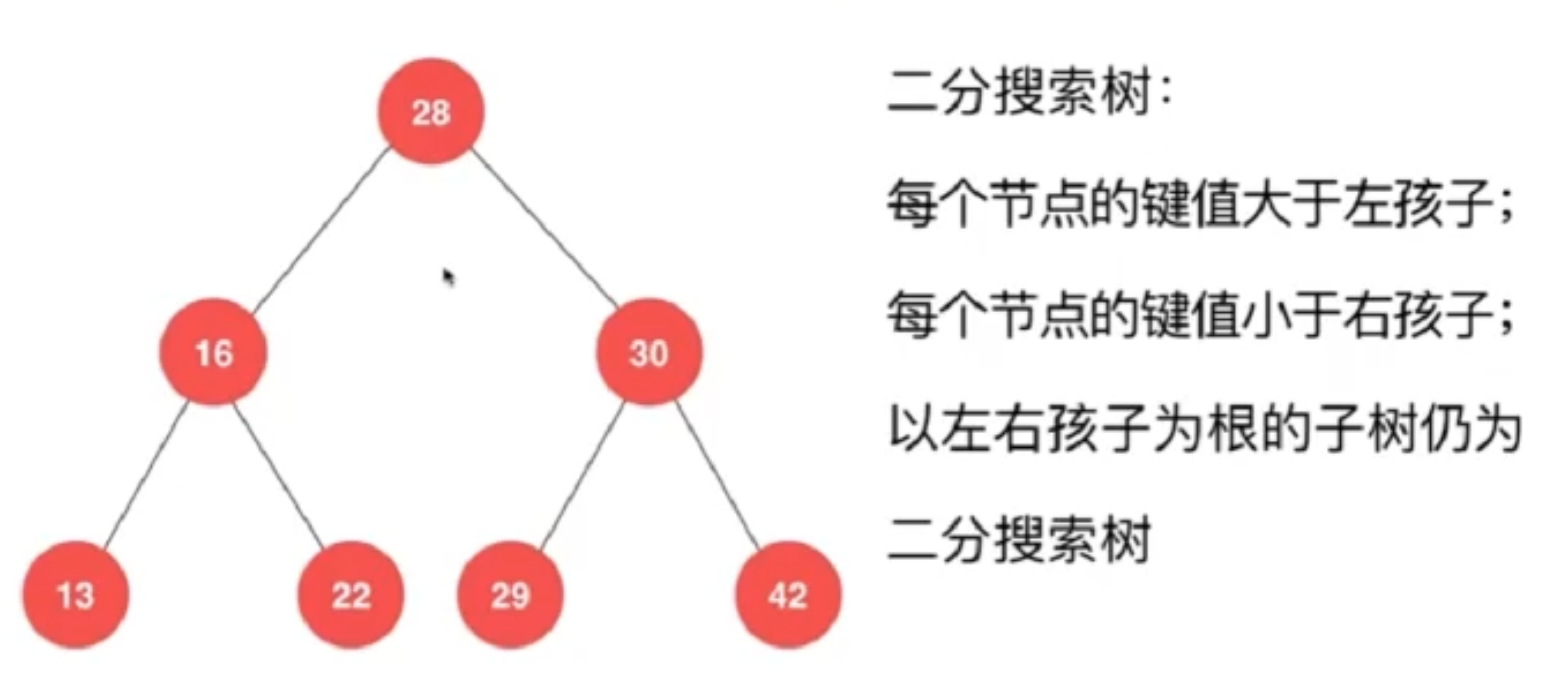 28
16
30
13
22
29
42
二分搜索树：
每个节点的键值大于左孩子；
每个节点的键值小于右孩子；
以左右孩子为根的子树仍为
二分搜索树